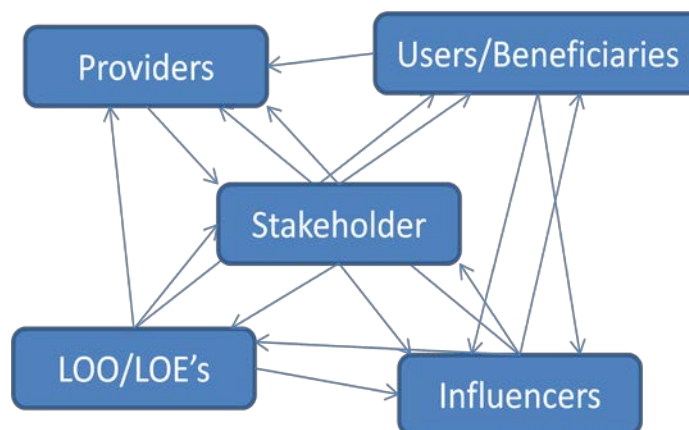 Providers
Users/Beneficiaries
Stakeholder
LOO/LOE's
Influencers